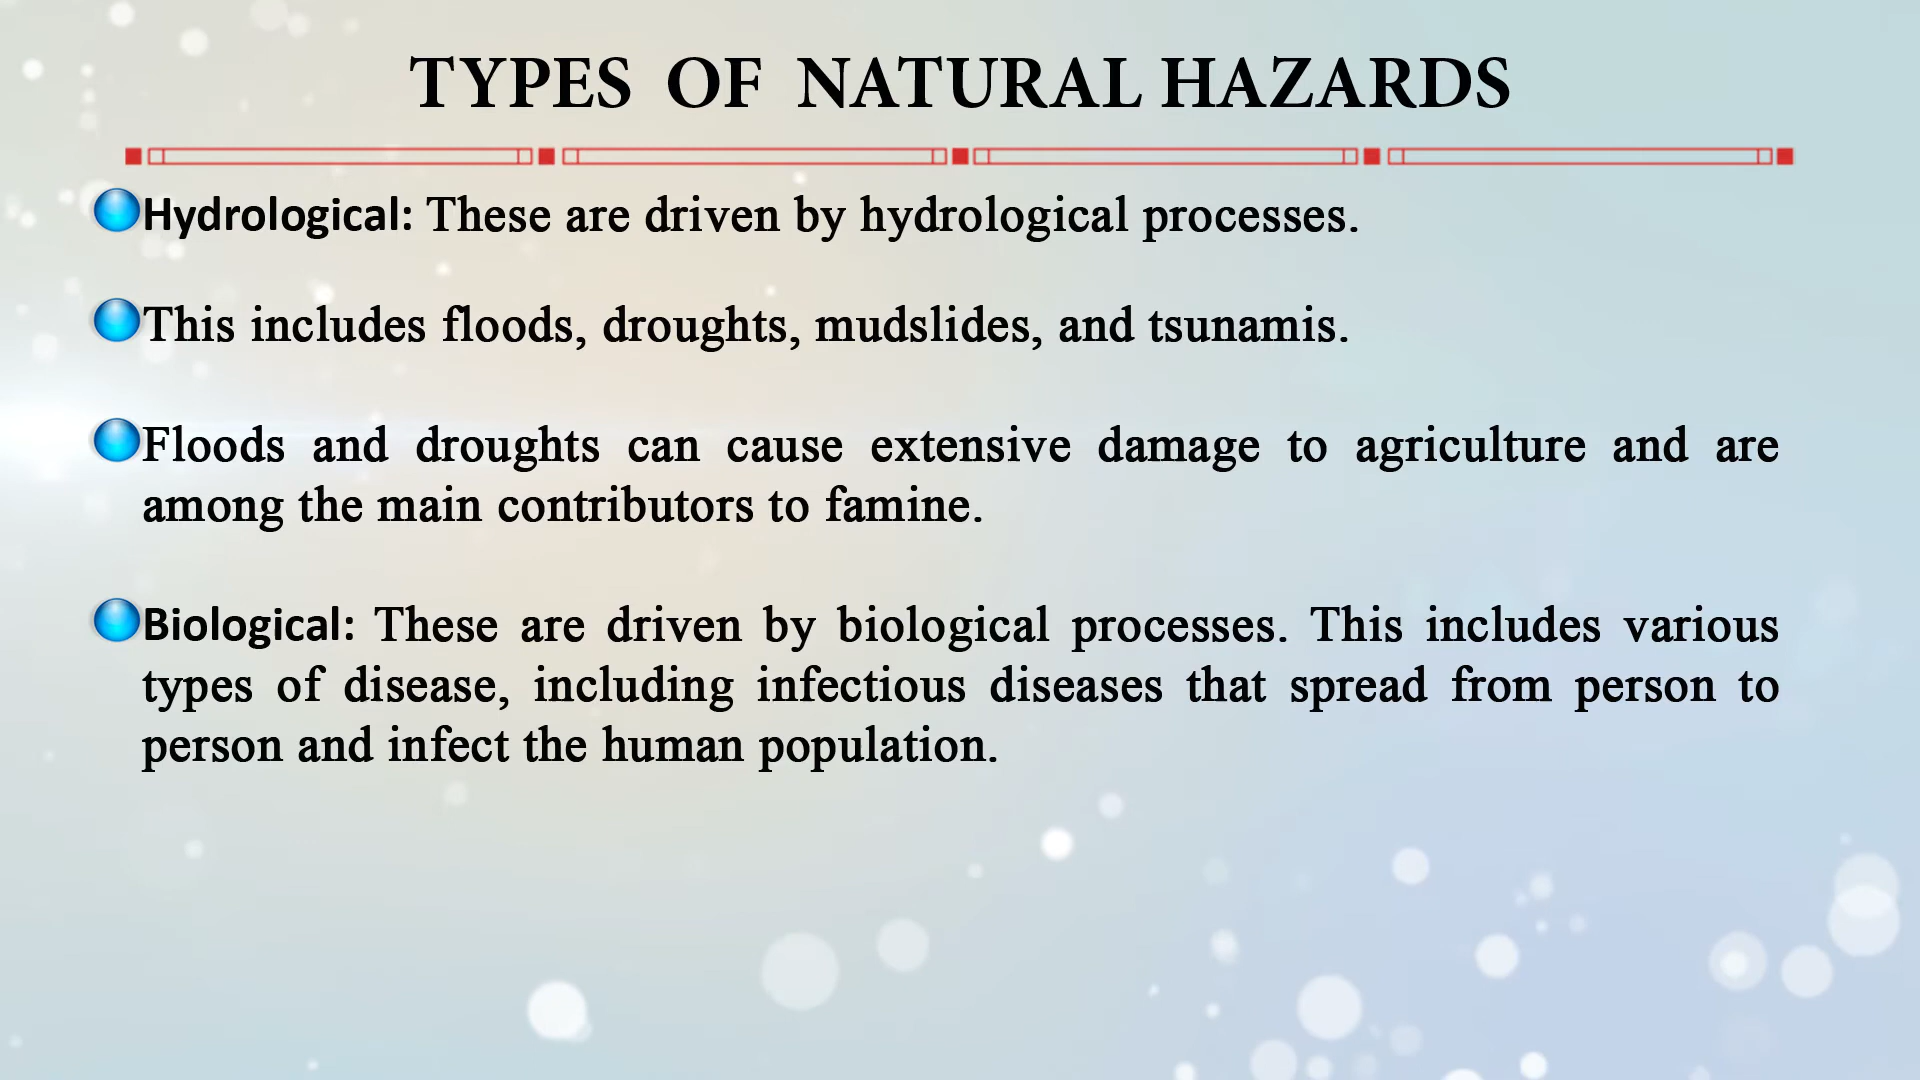 TYPES OF NATURAL HAZARDS
Hydrological: These are driven by hydrological processes.
This includes floods, droughts, mudslides, and tsunamis.
Floods and droughts can cause extensive damage to agriculture and are
among the main contributors to famine.
Biological: These are driven by biological processes. This includes various
types of disease, including infectious diseases that spread from person to
person and infect the human population.